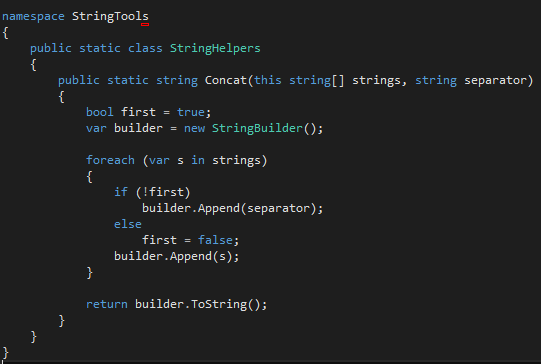 namespace StringTools
{
    public static class StringHelpers
    {
        public static string Concat(this string[] strings, string separator)
        {
            bool first = true;
            var builder = new StringBuilder();

            foreach (var s in strings)
            {
                if (!first)
                    builder.Append(separator);
                else
                    first = false;
                builder.Append(s);
            }

            return builder.ToString();
        }
    }
}